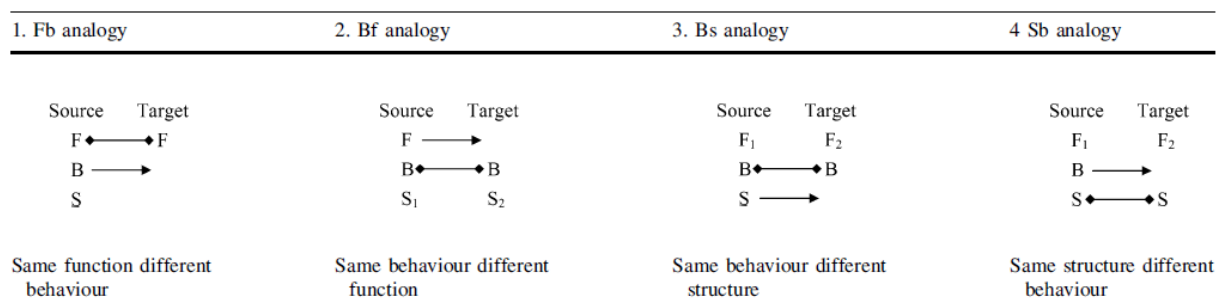 1. Fb analogy 2. Bf analogy 3. Bs analogy 4 Sb analogy
Source Target Source Target Source Target Source Target
F F F F₁ F₂ F₁ F₂
B B B B B B
S S₁ S₂ S S S
Same function different Same behaviour different Same behaviour different Same structure different
behaviour function structure behaviour